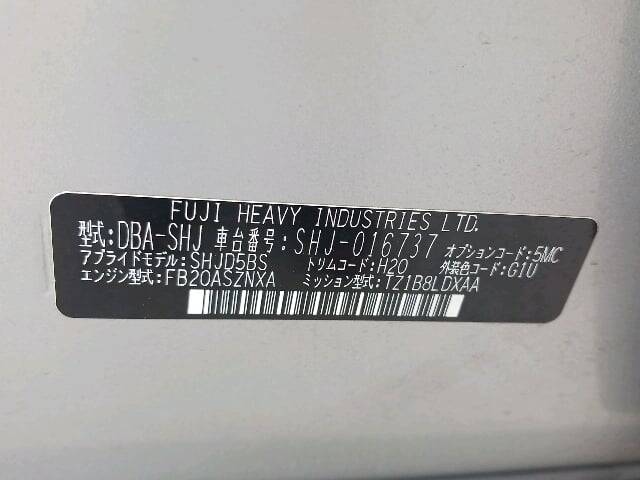 FUJI HEAVY INDUSTRIES LTD.
型式:DBA-SHJ 車台番号:SHJ-016737 オプションコード:5MC
アプライドモデル:SHJD5BS トリムコード:H20 外装色コード:G1U
エンジン型式:FB20ASZNXA ミッション型式:TZ1B8LDXAA